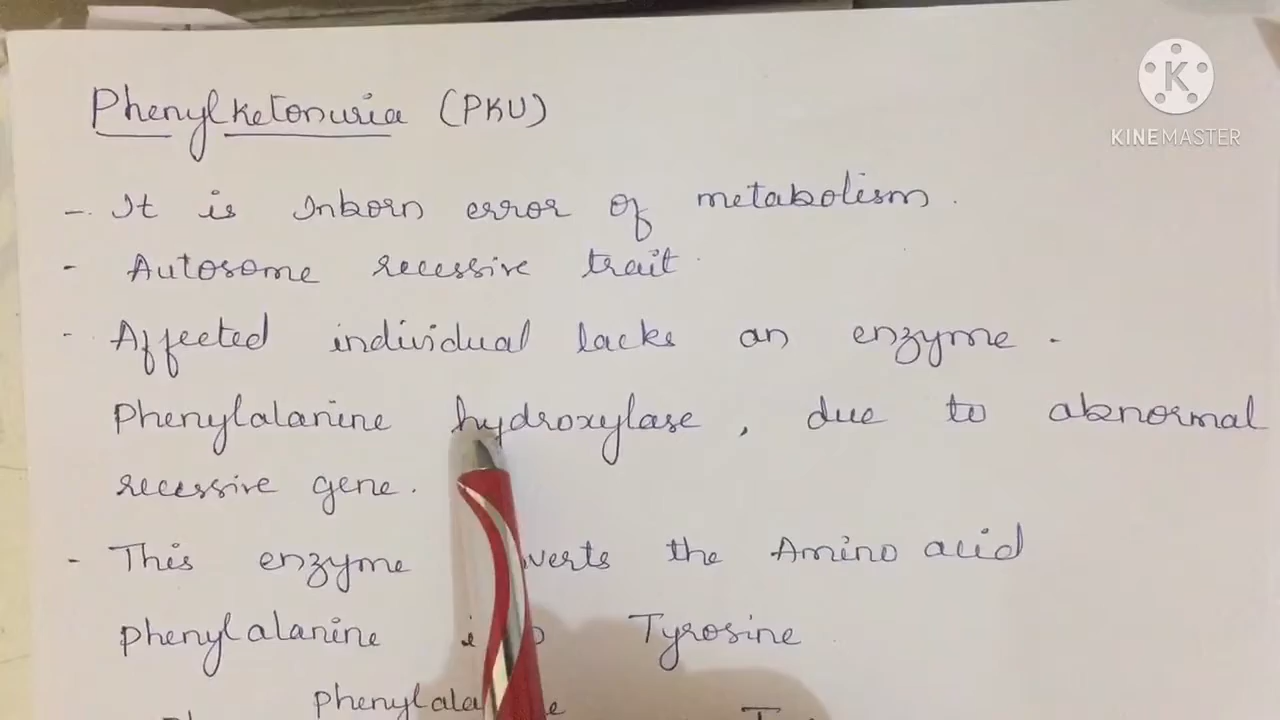 Phenylketonuria (PKU)
K
KINEMASTER
- It is Inborn error of metabolism.
- Autosome recessive trait.
- Affected individual lacks an enzyme.
Phenylalanine hydroxylase, due to abnormal
recessive gene.
- This enzyme verts the Amino acid
phenylalanine Tyrosine